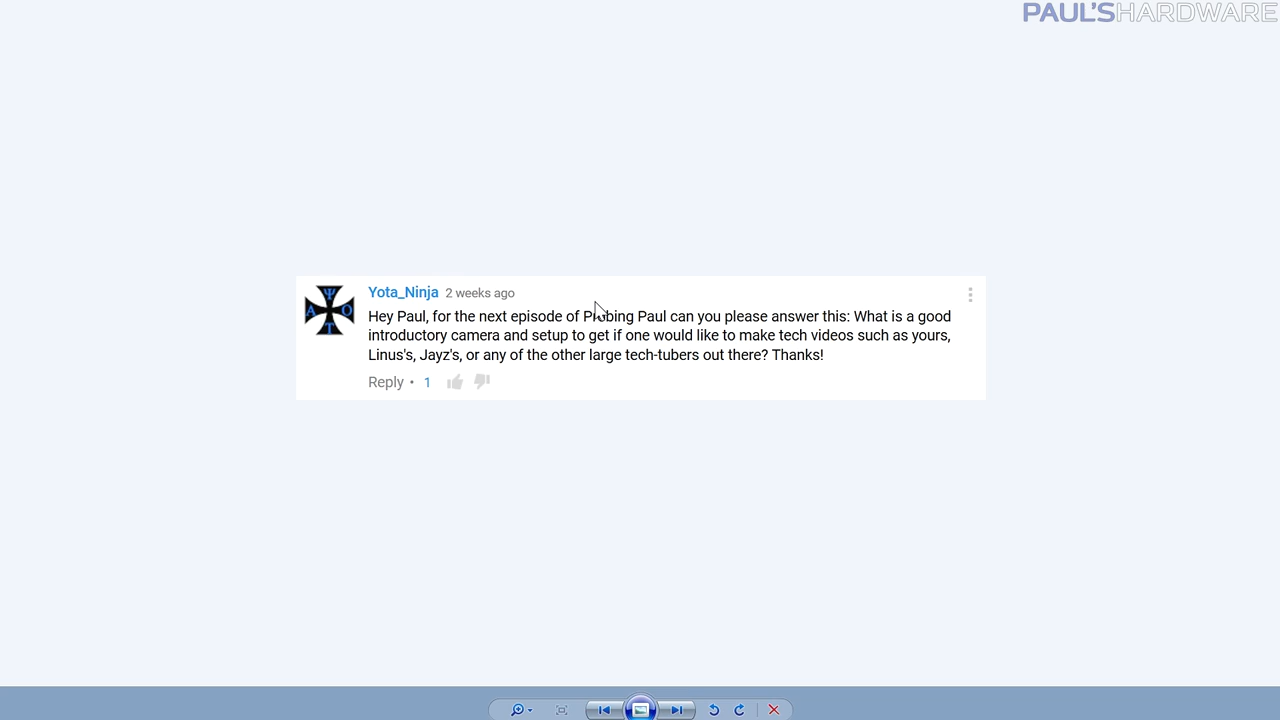 PAUL'S HARDWARE
Yota_Ninja 2 weeks ago
Hey Paul, for the next episode of Probing Paul can you please answer this: What is a good
introductory camera and setup to get if one would like to make tech videos such as yours,
Linus's, Jayz's, or any of the other large tech-tubers out there? Thanks!
Reply • 1
Ψ
A O
T